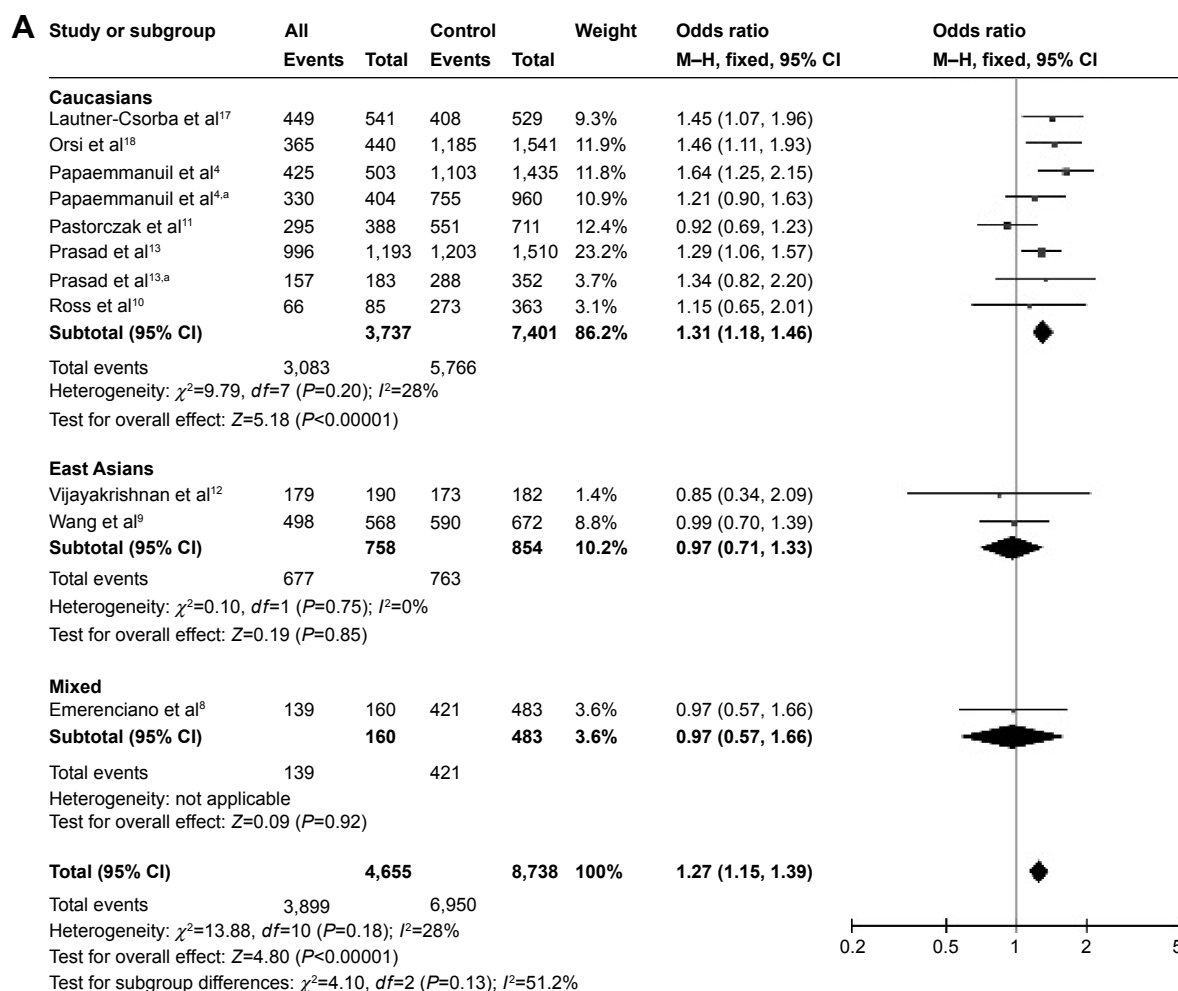 A Study or subgroup All Control Weight Odds ratio Odds ratio
Events Total Events Total M–H, fixed, 95% CI M–H, fixed, 95% CI
Caucasians
Lautner-Csorba et al17 449 541 408 529 9.3% 1.45 (1.07, 1.96)
Orsi et al18 365 440 1,185 1,541 11.9% 1.46 (1.11, 1.93)
Papaemmanuil et al4 425 503 1,103 1,435 11.8% 1.64 (1.25, 2.15)
Papaemmanuil et al4,a 330 404 755 960 10.9% 1.21 (0.90, 1.63)
Pastorczak et al11 295 388 551 711 12.4% 0.92 (0.69, 1.23)
Prasad et al13 996 1,193 1,203 1,510 23.2% 1.29 (1.06, 1.57)
Prasad et al13,a 157 183 288 352 3.7% 1.34 (0.82, 2.20)
Ross et al10 66 85 273 363 3.1% 1.15 (0.65, 2.01)
Subtotal (95% CI) 3,737 7,401 86.2% 1.31 (1.18, 1.46)
Total events 3,083 5,766
Heterogeneity: χ2=9.79, df=7 (P=0.20); I2=28%
Test for overall effect: Z=5.18 (P<0.00001)
East Asians
Vijayakrishnan et al12 179 190 173 182 1.4% 0.85 (0.34, 2.09)
Wang et al9 498 568 590 672 8.8% 0.99 (0.70, 1.39)
Subtotal (95% CI) 758 854 10.2% 0.97 (0.71, 1.33)
Total events 677 763
Heterogeneity: χ2=0.10, df=1 (P=0.75); I2=0%
Test for overall effect: Z=0.19 (P=0.85)
Mixed
Emerenciano et al8 139 160 421 483 3.6% 0.97 (0.57, 1.66)
Subtotal (95% CI) 160 483 3.6% 0.97 (0.57, 1.66)
Total events 139 421
Heterogeneity: not applicable
Test for overall effect: Z=0.09 (P=0.92)
Total (95% CI) 4,655 8,738 100% 1.27 (1.15, 1.39)
Total events 3,899 6,950
Heterogeneity: χ2=13.88, df=10 (P=0.18); I2=28%
Test for overall effect: Z=4.80 (P<0.00001)
Test for subgroup differences: χ2=4.10, df=2 (P=0.13); I2=51.2%
0.2 0.5 1 2 5